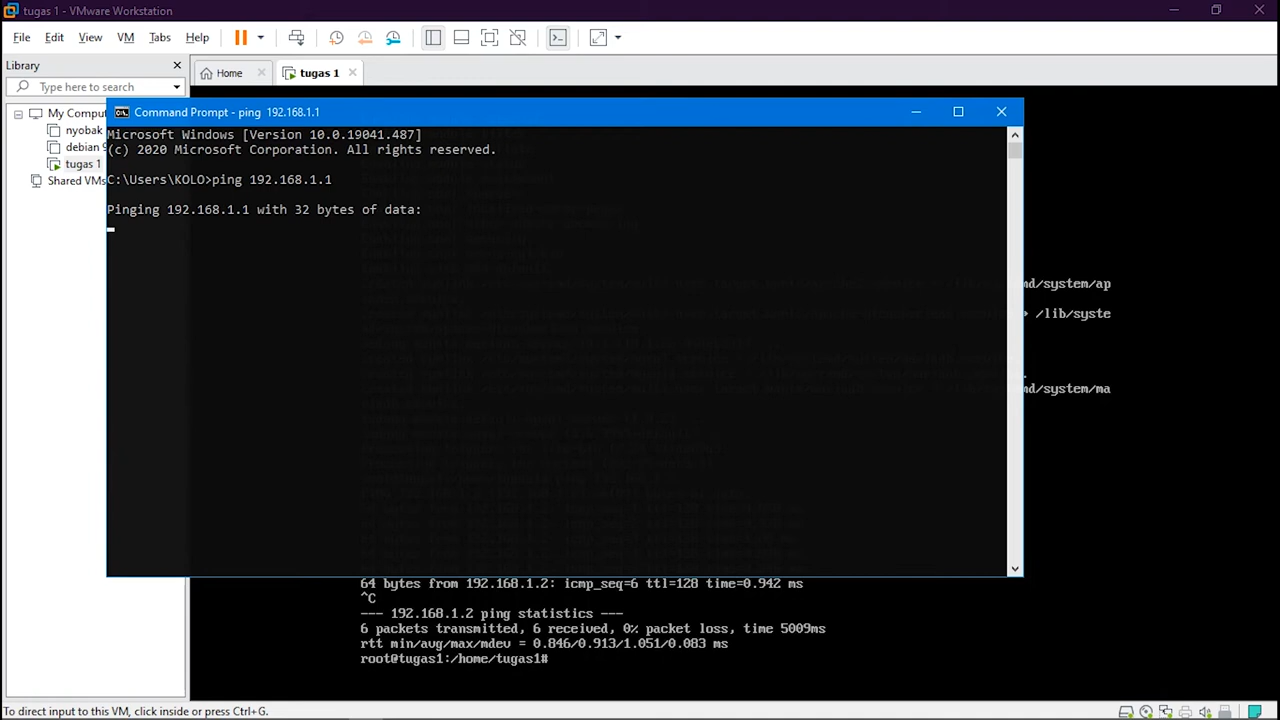 tugas 1 - VMware Workstation
File Edit View VM Tabs Help
Library
Type here to search
Home
tugas 1
My Compu
nyobak
debian 9
tugas 1
Shared VMs
Command Prompt - ping 192.168.1.1
Microsoft Windows [Version 10.0.19041.487]
(c) 2020 Microsoft Corporation. All rights reserved.
C:\Users\KOLO>ping 192.168.1.1
Pinging 192.168.1.1 with 32 bytes of data:
md/system/ap
/lib/syste
md/system/ma
64 bytes from 192.168.1.2: icmp_seq=6 ttl=128 time=0.942 ms
^C
--- 192.168.1.2 ping statistics ---
6 packets transmitted, 6 received, 0% packet loss, time 5009ms
rtt min/avg/max/mdev = 0.846/0.913/1.051/0.083 ms
root@tugas1:/home/tugas1#
To direct input to this VM, click inside or press Ctrl+G.